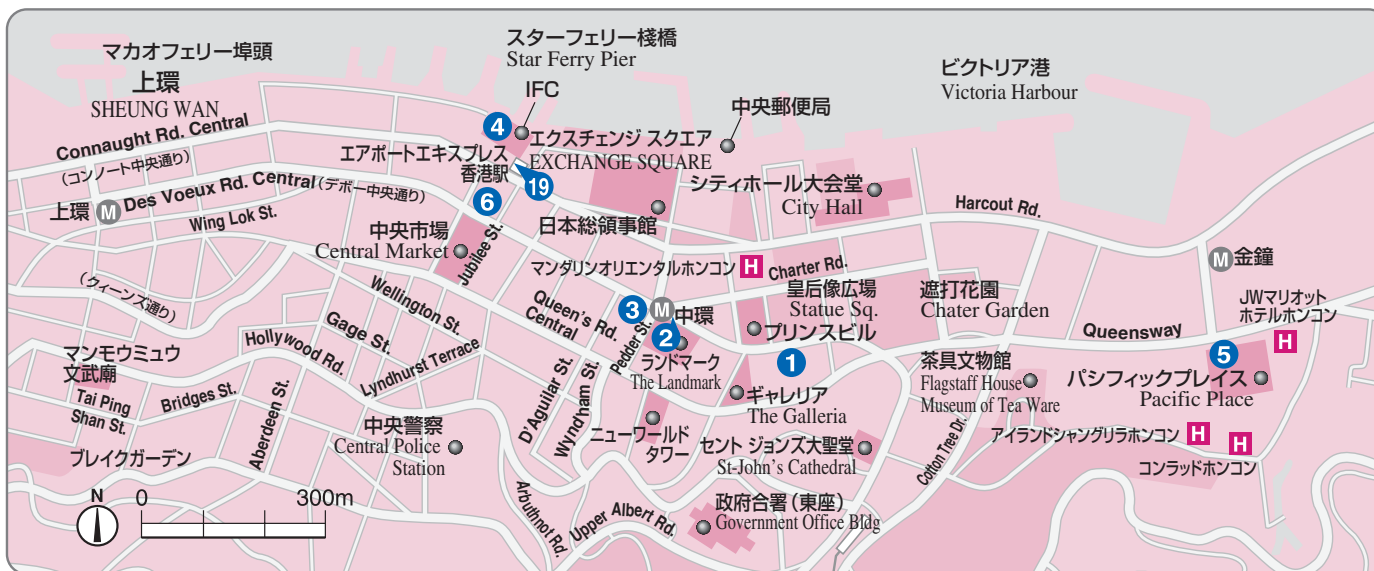 マカオフェリー埠頭
上環
SHEUNG WAN
スターフェリー棧橋
Star Ferry Pier
IFC
ビクトリア港
Victoria Harbour
中央郵便局
4
エクスチェンジ スクエア
EXCHANGE SQUARE
Connaught Rd. Central
(コンノート中央通り)
エアポートエキスプレス
香港駅
19
6
Des Voeux Rd. Central (デボー中央通り)
上環 M
Wing Lok St.
シティホール大会堂
City Hall
日本総領事館
Harcout Rd.
中央市場
Central Market
Jubilee St.
マンダリンオリエンタルホンコン H
Charter Rd.
M 金鐘
(クィーンズ通り)
Wellington St.
Queen's Rd.
Central
3
M 中環
2
Pedder St.
皇后像広場
Statue Sq.
遮打花園
Chater Garden
JWマリオット
ホテルホンコン
H
Queensway
プリンスビル
1
5
Gage St.
Hollywood Rd.
Lyndhurst Terrace
ランドマーク
The Landmark
マンモウミュウ
文武廟
Tai Ping
Shan St.
Bridges St.
Aberdeen St.
D'Aguilar St.
Wyndham St.
ギャレリア
The Galleria
茶具文物館
Flagstaff House
Museum of Tea Ware
パシフィックプレイス
Pacific Place
中央警察
Central Police
Station
ニューワールド
タワー
セント ジョンズ大聖堂
St-John's Cathedral
Cotton Tree Dr.
アイランドシャングリラホンコン H
H
コンラッドホンコン
ブレイクガーデン
N
0 300m
Arbuthnot Rd.
Upper Albert Rd.
政府合署(東座)
Government Office Bldg